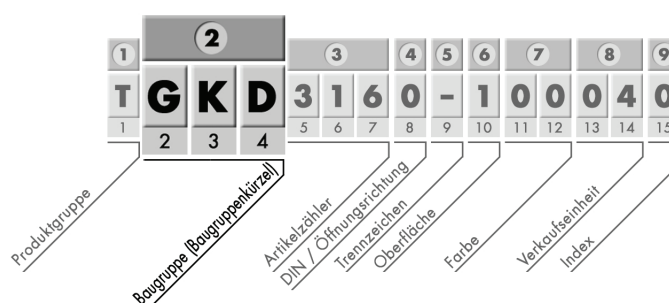 1 2 3 4 5 6 7 8 9
T G K D 3 1 6 0 - 1 0 0 0 4 0
1 2 3 4 5 6 7 8 9 10 11 12 13 14 15
Produktgruppe
Baugruppe (Baugruppenkürzel)
Artikelzähler
DIN / Öffnungsrichtung
Trennzeichen
Oberfläche
Farbe
Verkaufseinheit
Index